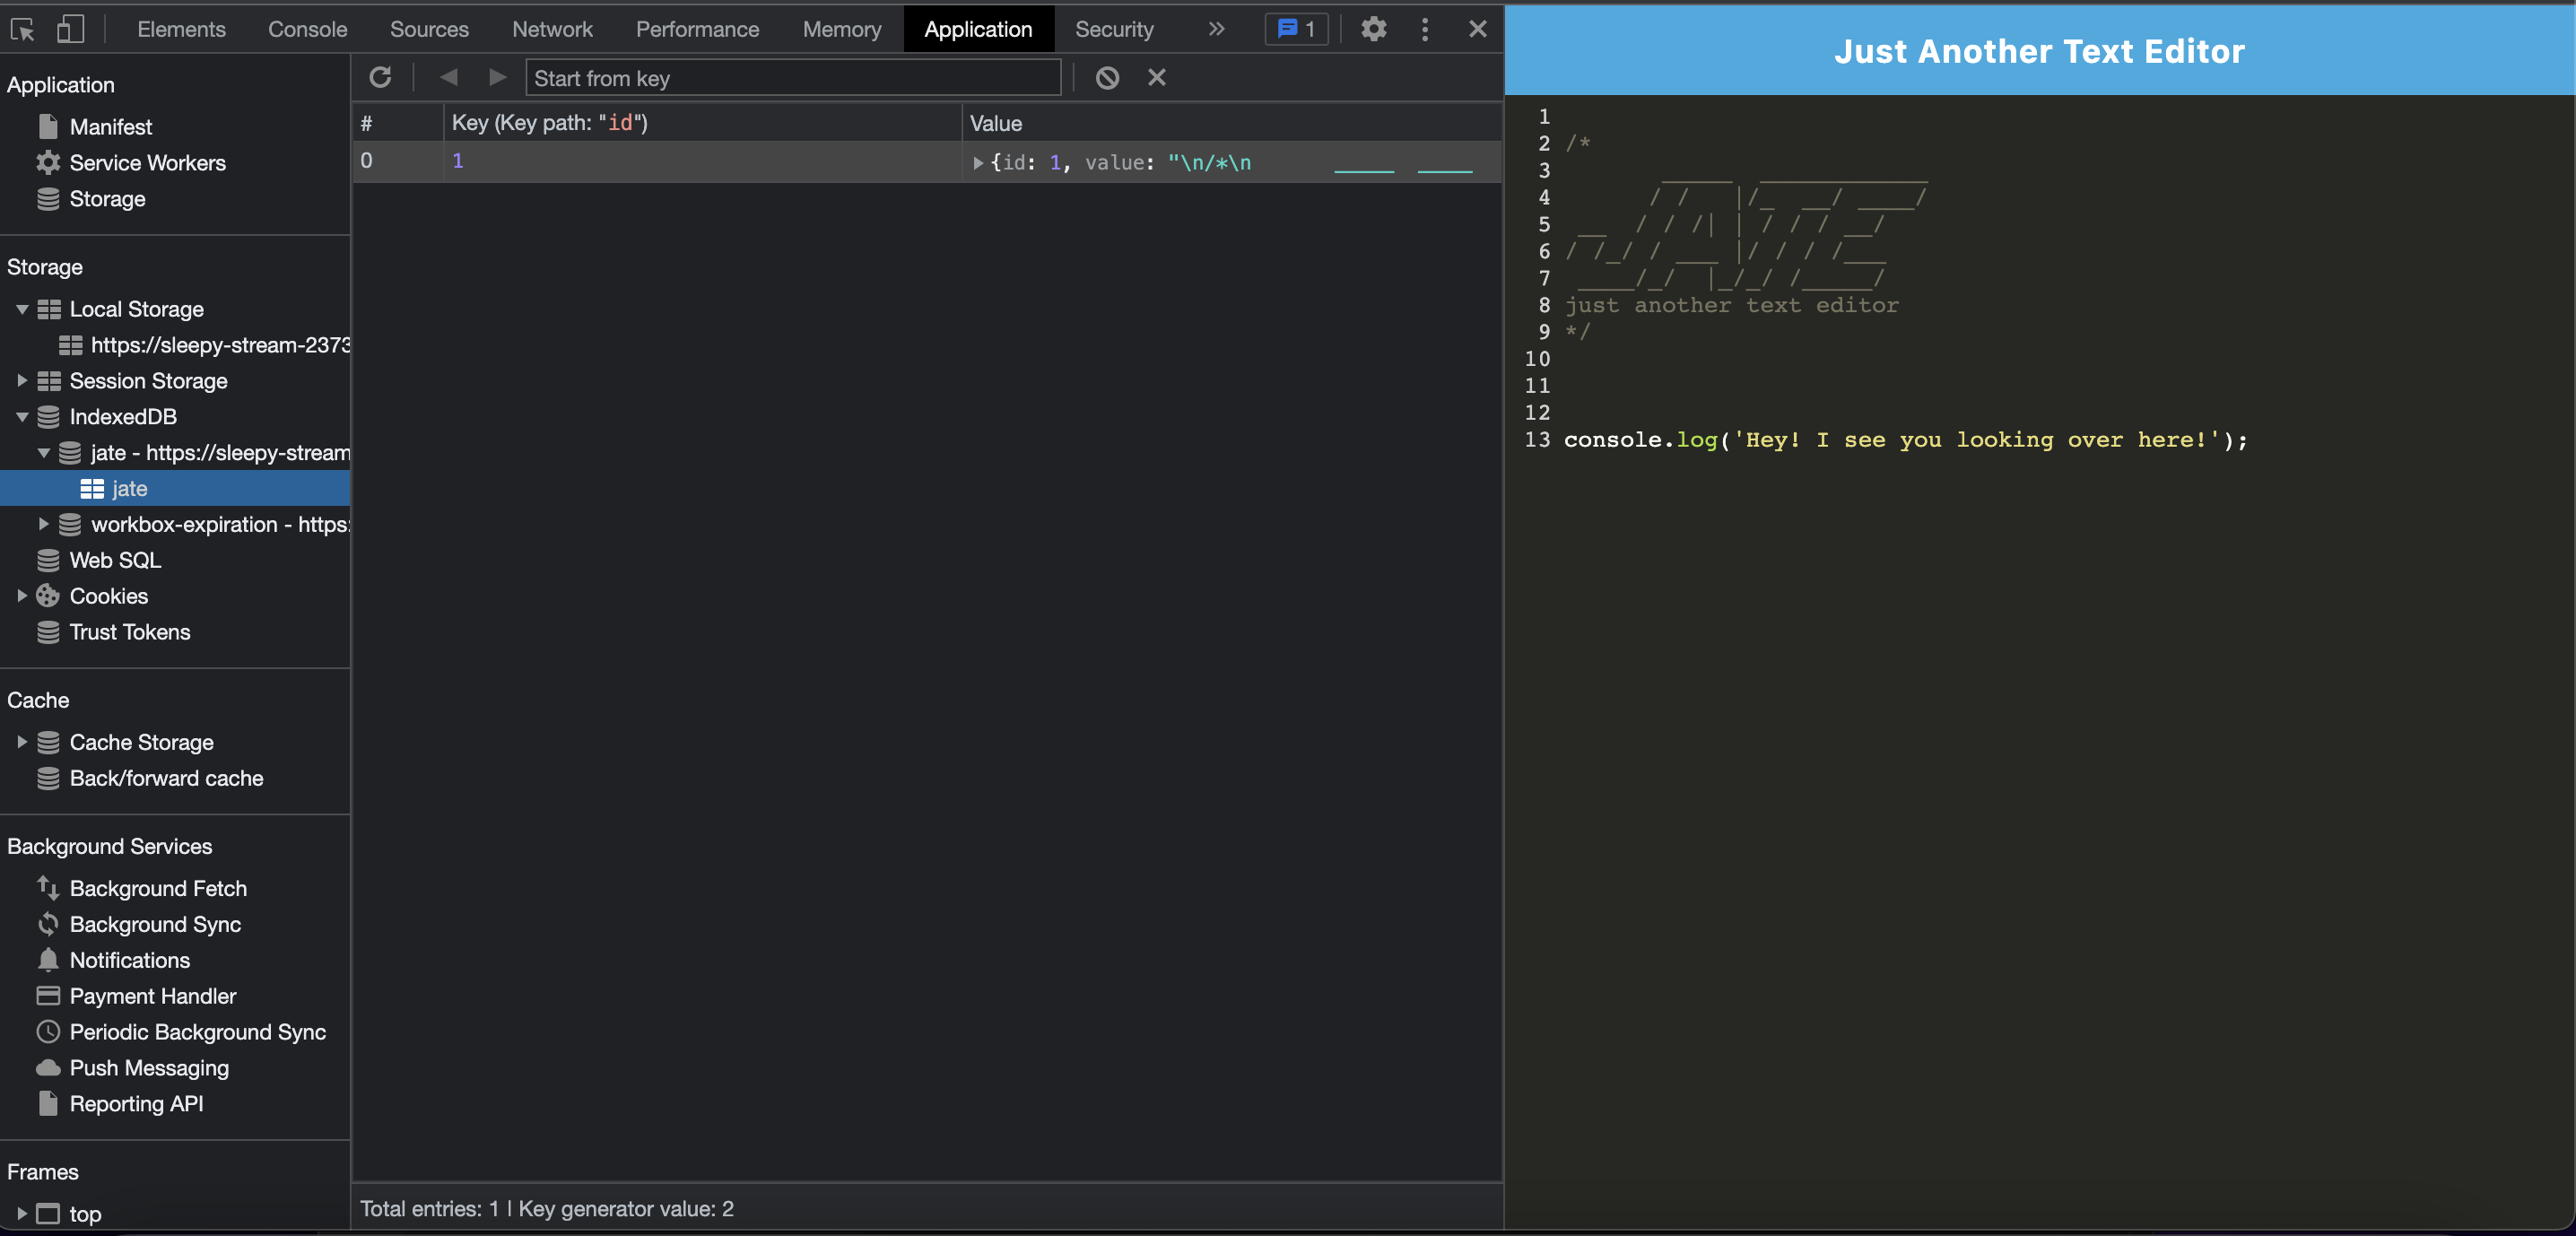 Elements Console Sources Network Performance Memory Application Security » 1
Application
Manifest
Service Workers
Storage
Storage
Local Storage
https://sleepy-stream-2373
Session Storage
IndexedDB
jate - https://sleepy-stream
jate
workbox-expiration - https:
Web SQL
Cookies
Trust Tokens
Cache
Cache Storage
Back/forward cache
Background Services
Background Fetch
Background Sync
Notifications
Payment Handler
Periodic Background Sync
Push Messaging
Reporting API
Frames
top
Start from key
# Key (Key path: "id") Value
0 1 {id: 1, value: "\n/*\n _____ _____
Total entries: 1 | Key generator value: 2
Just Another Text Editor
1
2 /*
3
4
5
6
7
JATE
8 just another text editor
9 */
10
11
12
13 console.log('Hey! I see you looking over here!');